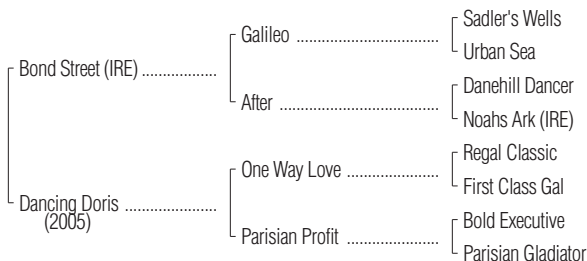 Sadler's Wells
Galileo ....................................
Urban Sea
Bond Street (IRE) ...................
Danehill Dancer
After ........................................
Noahs Ark (IRE)
Regal Classic
One Way Love .......................
First Class Gal
Dancing Doris .......................
(2005)
Bold Executive
Parisian Profit .......................
Parisian Gladiator